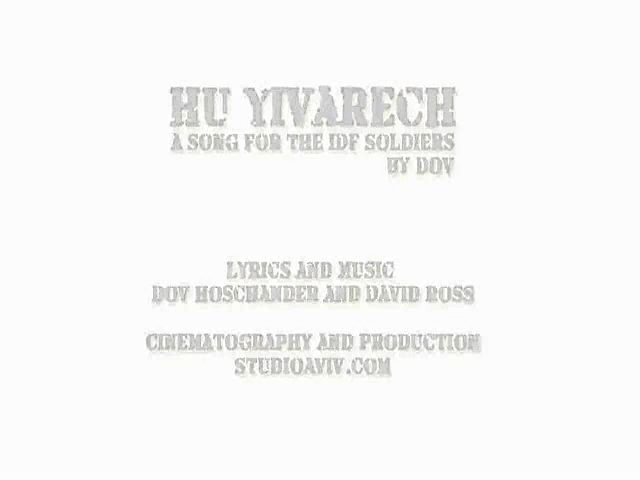 HU YIVARECH
A SONG FOR THE IDF SOLDIERS
BY DOV
LYRICS AND MUSIC
DOV HOSCHANDER AND DAVID ROSS
CINEMATOGRAPHY AND PRODUCTION
STUDIOAVIV.COM